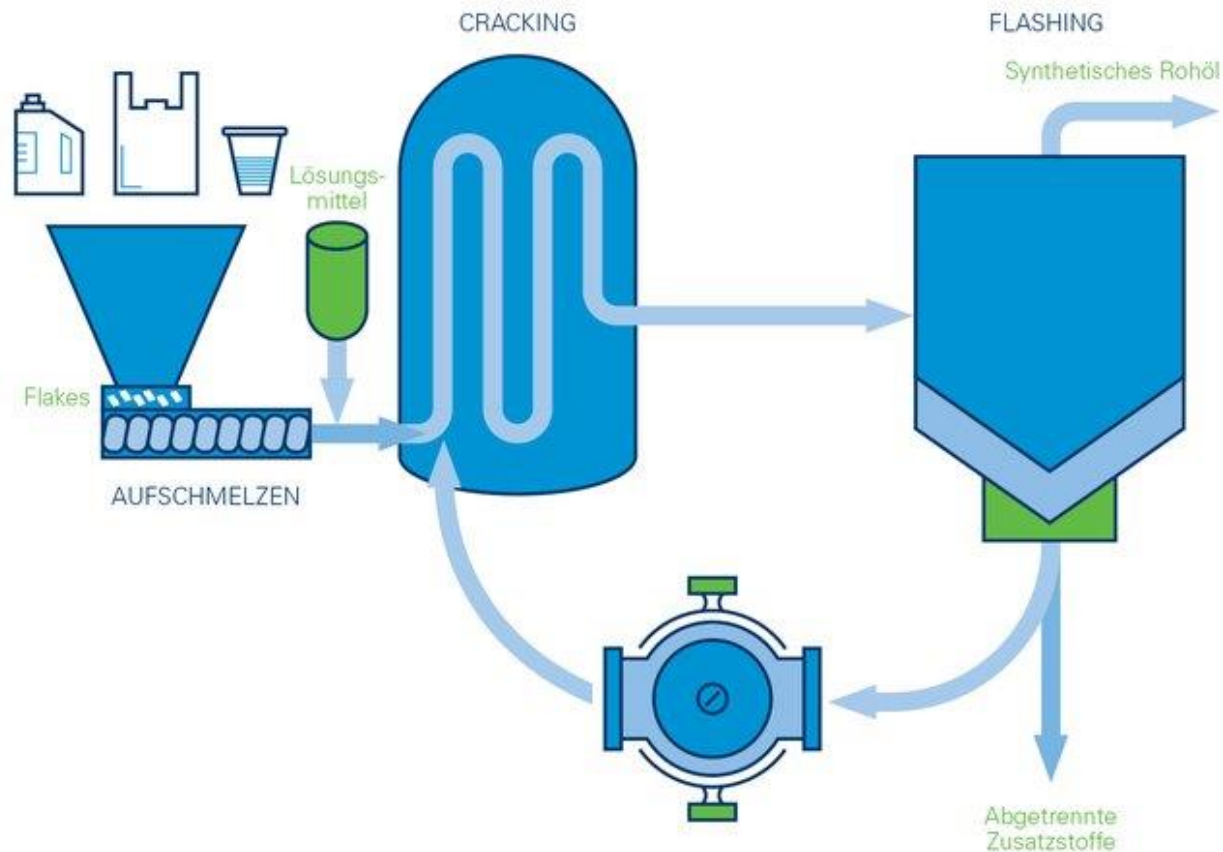 CRACKING
FLASHING
Synthetisches Rohöl
Lösungs-
mittel
Flakes
AUFSCHMELZEN
Abgetrennte
Zusatzstoffe